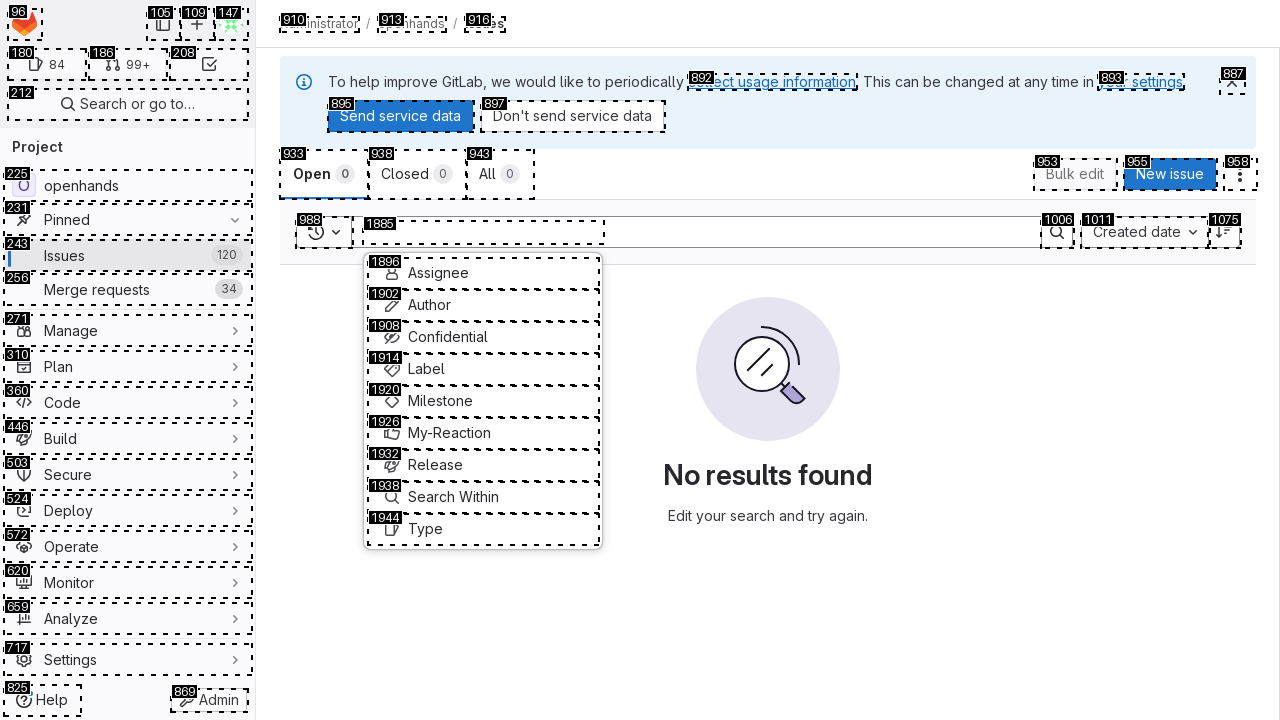 96
105
109
147
910
913
916
administrator / openhands / Issues
180
84
186
99+
208
212
Search or go to…
892
893
887
To help improve GitLab, we would like to periodically collect usage information. This can be changed at any time in your settings.
895
Send service data
897
Don't send service data
Project
933
Open 0
938
Closed 0
943
All 0
953
Bulk edit
955
New issue
958
225
O openhands
231
Pinned
243
Issues 120
256
Merge requests 34
988
1885
1006
1011
Created date
1075
271
Manage
310
Plan
360
Code
446
Build
503
Secure
524
Deploy
572
Operate
620
Monitor
659
Analyze
717
Settings
825
Help
869
Admin
1896
Assignee
1902
Author
1908
Confidential
1914
Label
1920
Milestone
1926
My-Reaction
1932
Release
1938
Search Within
1944
Type
No results found
Edit your search and try again.